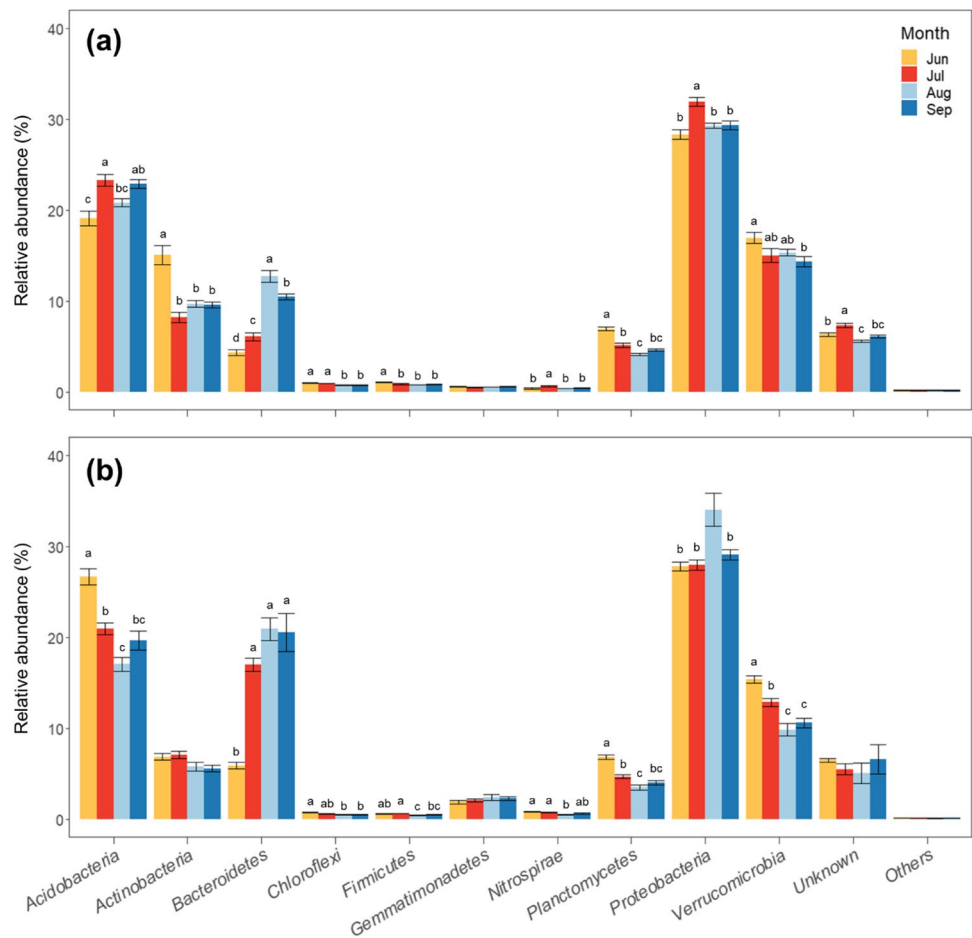 (a)
Month
Jun
Jul
Aug
Sep
Relative abundance (%)
40
30
20
10
0
c a bc ab
a b b b
d c a b
a a b b
a b b b
b a b b
a b c bc
b a b b
a ab ab b
b a c bc
(b)
Relative abundance (%)
40
30
20
10
0
a b c bc
b a a a
a ab b b
ab a c bc
a a b ab
a b c bc
b b a b
a b c c
Acidobacteria
Actinobacteria
Bacteroidetes
Chloroflexi
Firmicutes
Gemmatimonadetes
Nitrospirae
Planctomycetes
Proteobacteria
Verrucomicrobia
Unknown
Others